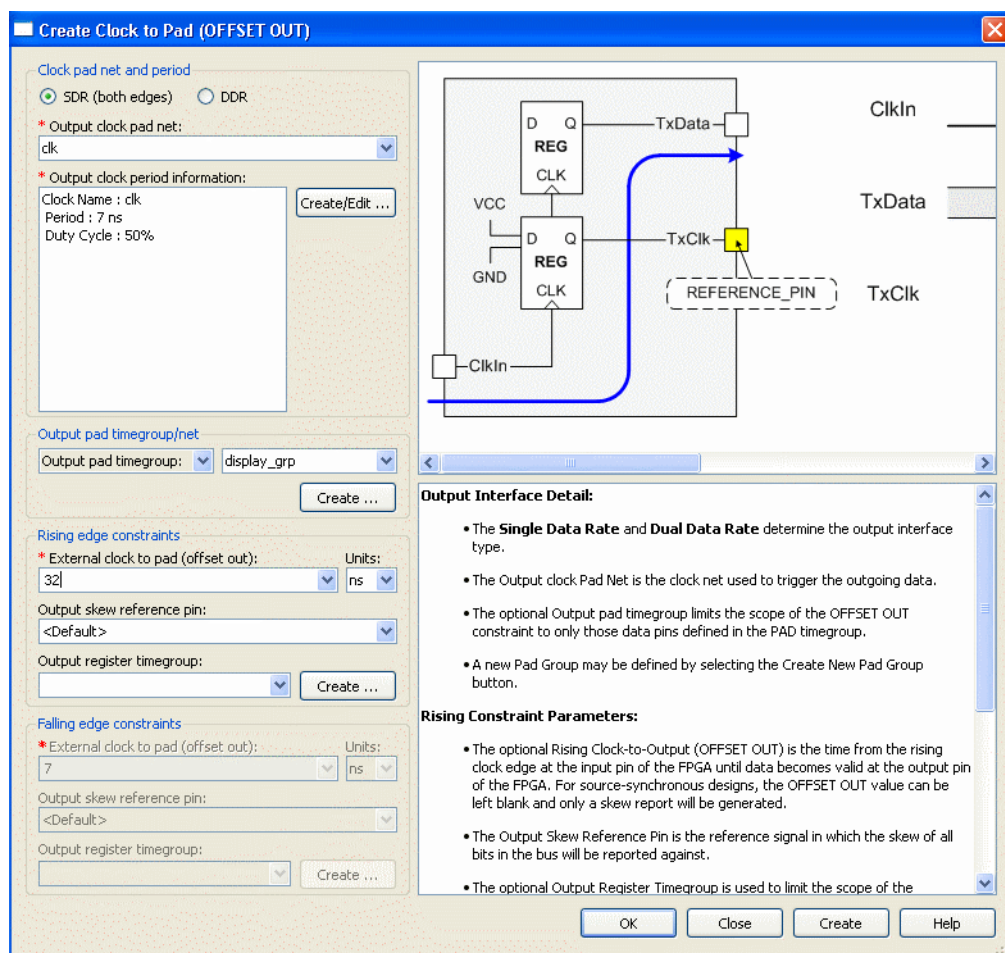 Create Clock to Pad (OFFSET OUT)
Clock pad net and period
SDR (both edges) DDR
* Output clock pad net:
clk
* Output clock period information:
Clock Name : clk
Period : 7 ns
Duty Cycle : 50%
Create/Edit ...
Output pad timegroup/net
Output pad timegroup: display_grp
Create ...
Rising edge constraints
* External clock to pad (offset out): Units:
32 ns
Output skew reference pin:
<Default>
Output register timegroup:
Create ...
Falling edge constraints
* External clock to pad (offset out): Units:
7 ns
Output skew reference pin:
<Default>
Output register timegroup:
Create ...
D Q
REG
CLK
TxData
VCC
GND
D Q
REG
CLK
TxClk
REFERENCE_PIN
ClkIn
ClkIn
TxData
TxClk
Output Interface Detail:
• The Single Data Rate and Dual Data Rate determine the output interface
type.
• The Output clock Pad Net is the clock net used to trigger the outgoing data.
• The optional Output pad timegroup limits the scope of the OFFSET OUT
constraint to only those data pins defined in the PAD timegroup.
• A new Pad Group may be defined by selecting the Create New Pad Group
button.
Rising Constraint Parameters:
• The optional Rising Clock-to-Output (OFFSET OUT) is the time from the rising
clock edge at the input pin of the FPGA until data becomes valid at the output pin
of the FPGA. For source-synchronous designs, the OFFSET OUT value can be
left blank and only a skew report will be generated.
• The Output Skew Reference Pin is the reference signal in which the skew of all
bits in the bus will be reported against.
• The optional Output Register Timegroup is used to limit the scope of the
OK Close Create Help